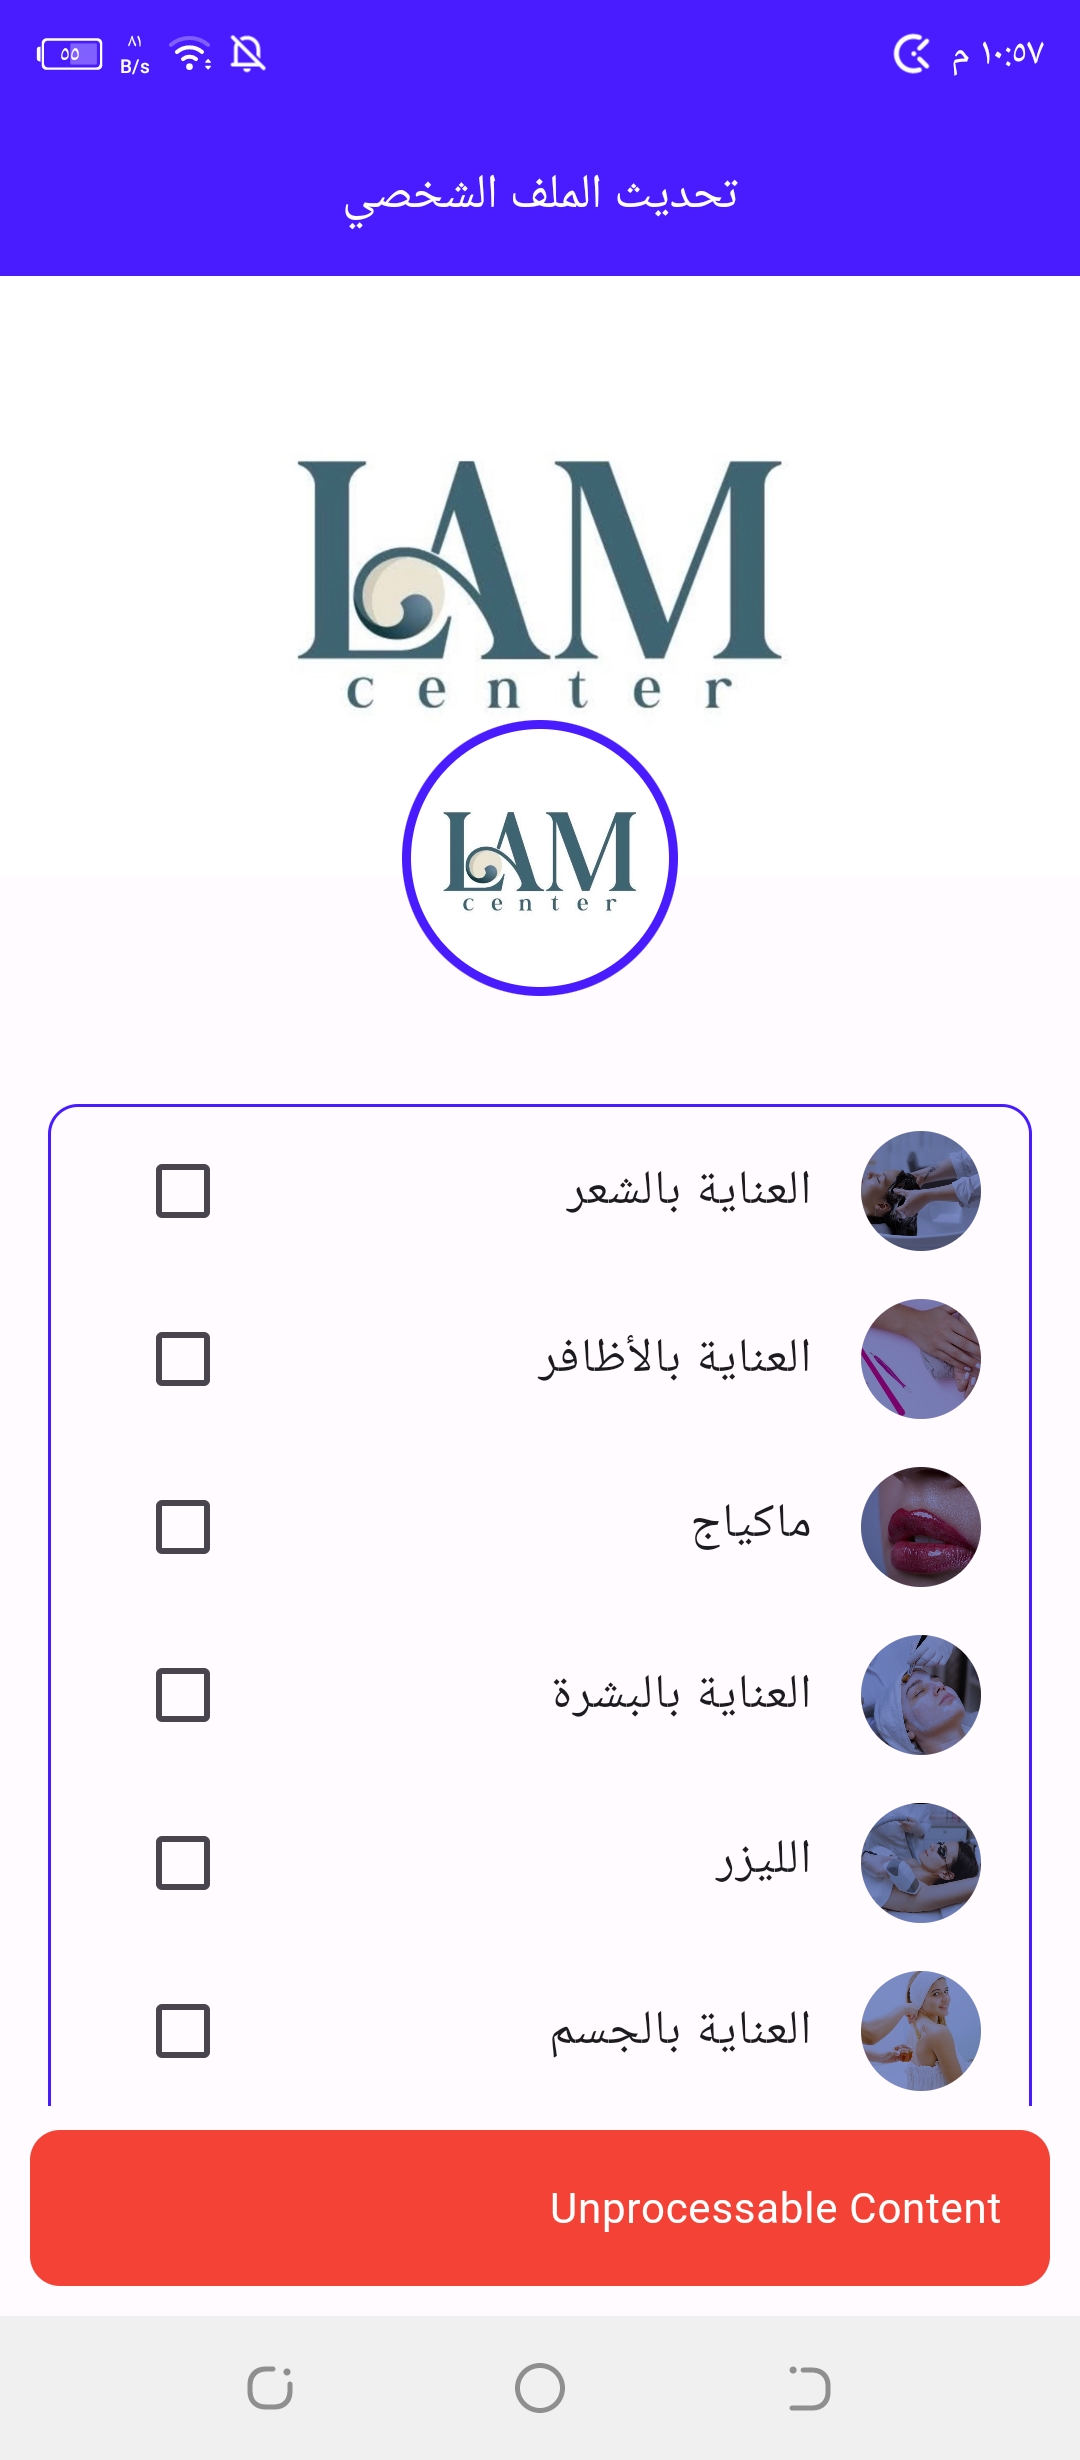 ١٠:٥٧ م
٨١
B/s
٥٥
تحديث الملف الشخصي
LAM
center
LAM
center
العناية بالشعر
العناية بالأظافر
ماكياج
العناية بالبشرة
الليزر
العناية بالجسم
Unprocessable Content